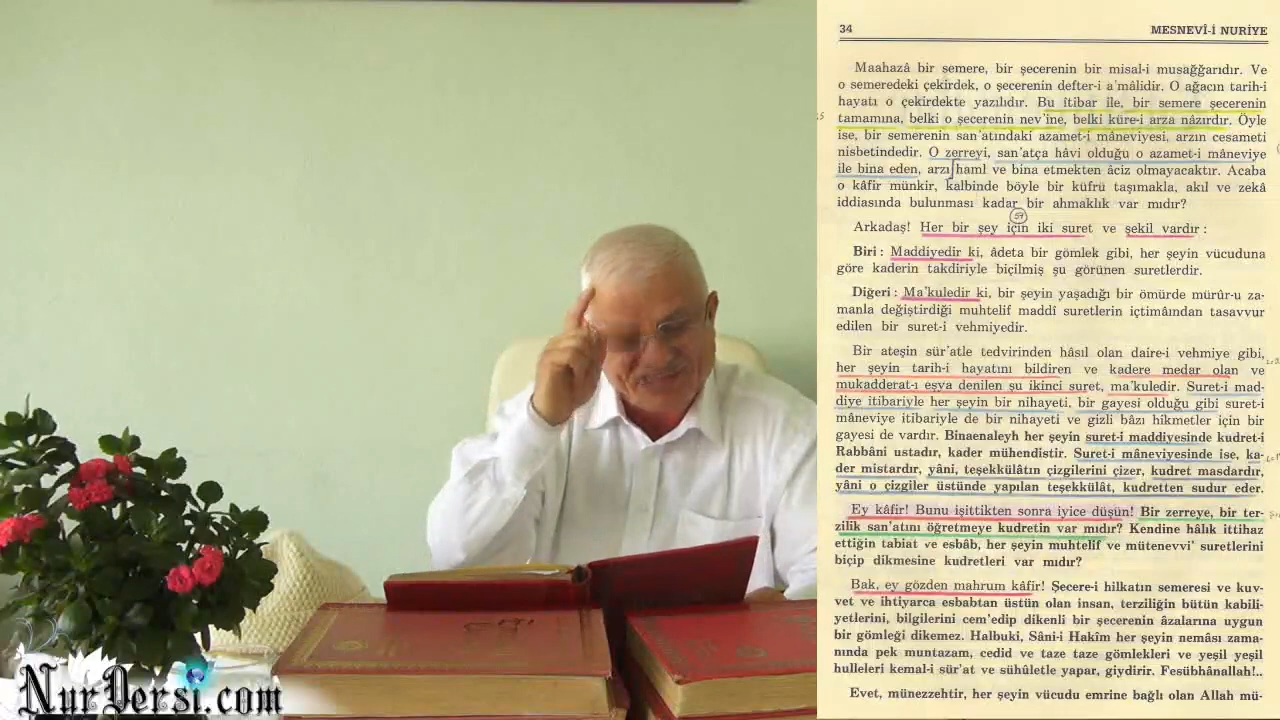 34
MESNEVÎ-İ NURİYE
Maahazâ bir semere, bir şecerenin bir misal-i musağğarıdır. Ve
o semeredeki çekirdek, o şecerenin defter-i a'mâlidir. O ağacın tarih-i
hayatı o çekirdekte yazılıdır. Bu îtibar ile, bir semere şecerenin
tamamına, belki o şecerenin nev'ine, belki küre-i arza nâzırdır. Öyle
ise, bir semerenin san'atındaki azamet-i mâneviyesi, arzın cesameti
nisbetindedir. O zerreyi, san'atça hâvi olduğu o azamet-i mâneviye
ile bina eden, arzı haml ve bina etmekten âciz olmayacaktır. Acaba
o kâfir münkir, kalbinde böyle bir küfrü taşımakla, akıl ve zekâ
iddiasında bulunması kadar bir ahmaklık var mıdır?
57
Arkadaş! Her bir şey için iki suret ve şekil vardır :
Biri : Maddiyedir ki, âdeta bir gömlek gibi, her şeyin vücuduna
göre kaderin takdiriyle biçilmiş şu görünen suretlerdir.
Diğeri : Ma'kuledir ki, bir şeyin yaşadığı bir ömürde mürûr-u za-
manla değiştirdiği muhtelif maddî suretlerin içtimâından tasavvur
edilen bir suret-i vehmiyedir.
Bir ateşin sür'atle tedvirinden hâsıl olan daire-i vehmiye gibi,
her şeyin tarih-i hayatını bildiren ve kadere medar olan ve
mukadderat-ı eşya denilen şu ikinci suret, ma'kuledir. Suret-i mad-
diye itibariyle her şeyin bir nihayeti, bir gayesi olduğu gibi suret-i
mâneviye itibariyle de bir nihayeti ve gizli bâzı hikmetler için bir
gayesi de vardır. Binaenaleyh her şeyin suret-i maddiyesinde kudret-i
Rabbâni ustadır, kader mühendistir. Suret-i mâneviyesinde ise, ka-
der mistardır, yâni, teşekkülâtın çizgilerini çizer, kudret masdardır,
yâni o çizgiler üstünde yapılan teşekkülât, kudretten sudur eder.
Ey kâfir! Bunu işittikten sonra iyice düşün! Bir zerreye, bir ter-
zilik san'atını öğretmeye kudretin var mıdır? Kendine hâlık ittihaz
ettiğin tabiat ve esbâb, her şeyin muhtelif ve mütenevvi' suretlerini
biçip dikmesine kudretleri var mıdır?
Bak, ey gözden mahrum kâfir! Şecere-i hilkatın semeresi ve kuv-
vet ve ihtiyarca esbabtan üstün olan insan, terziliğin bütün kabili-
yetlerini, bilgilerini cem'edip dikenli bir şecerenin âzalarına uygun
bir gömleği dikemez. Halbuki, Sâni-i Hakîm her şeyin nemâsı zama-
nında pek muntazam, cedid ve taze taze gömlekleri ve yeşil yeşil
hulleleri kemal-i sür'at ve sühûletle yapar, giydirir. Fesübhânallah!..
Evet, münezzehtir, her şeyin vücudu emrine bağlı olan Allah mü-
NurDersi.com